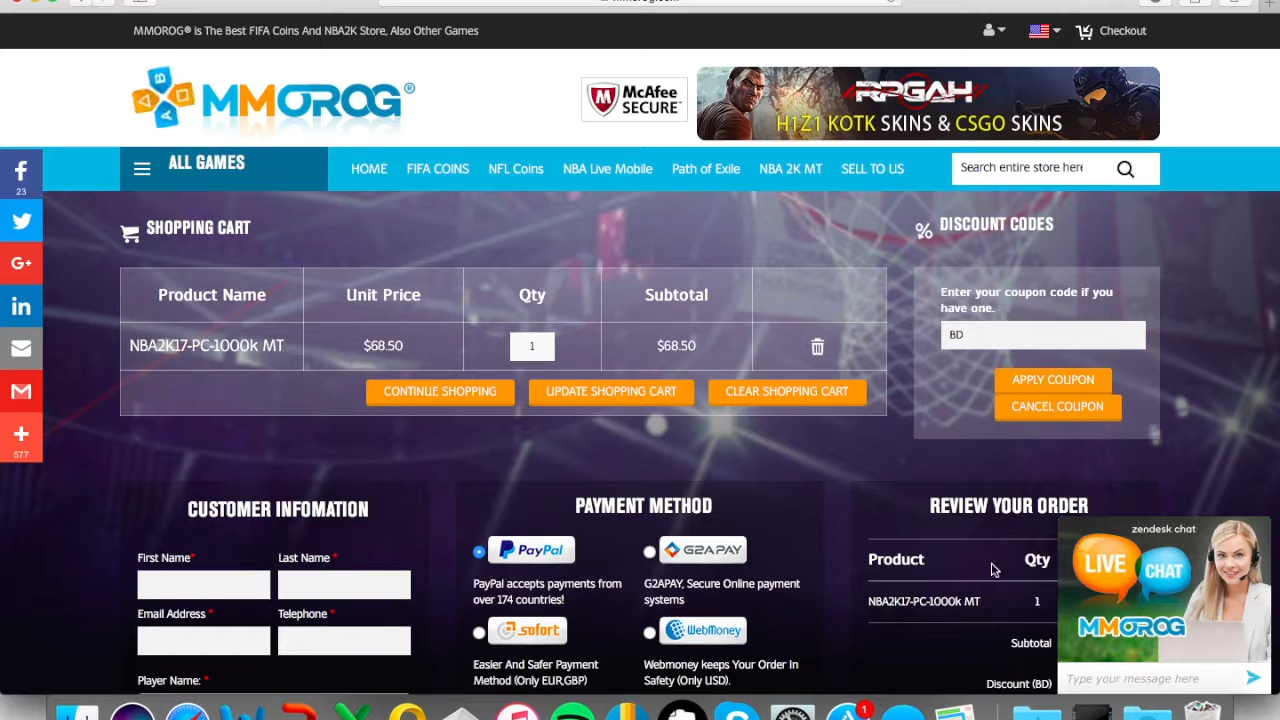 MMOROG® is The Best FIFA Coins And NBA2K Store, Also Other Games
Checkout
MMOROG®
McAfee
SECURE™
RPGAH
H1Z1 KOTK SKINS & CSGO SKINS
ALL GAMES
HOME
FIFA COINS
NFL Coins
NBA Live Mobile
Path of Exile
NBA 2K MT
SELL TO US
Search entire store here
23
577
SHOPPING CART
Product Name
Unit Price
Qty
Subtotal
NBA2K17-PC-1000k MT
$68.50
1
$68.50
CONTINUE SHOPPING
UPDATE SHOPPING CART
CLEAR SHOPPING CART
DISCOUNT CODES
Enter your coupon code if you
have one.
BD
APPLY COUPON
CANCEL COUPON
CUSTOMER INFOMATION
First Name*
Last Name *
Email Address *
Telephone *
Player Name: *
PAYMENT METHOD
PayPal
G2APAY
PayPal accepts payments from
over 174 countries!
G2APAY, Secure Online payment
systems
sofort
WebMoney
Easier And Safer Payment
Method (Only EUR,GBP)
Webmoney keeps Your Order In
Safety (Only USD).
REVIEW YOUR ORDER
Product
Qty
NBA2K17-PC-1000k MT
1
Subtotal
Discount (BD)
zendesk chat
LIVE
CHAT
MMOROG
Type your message here
1